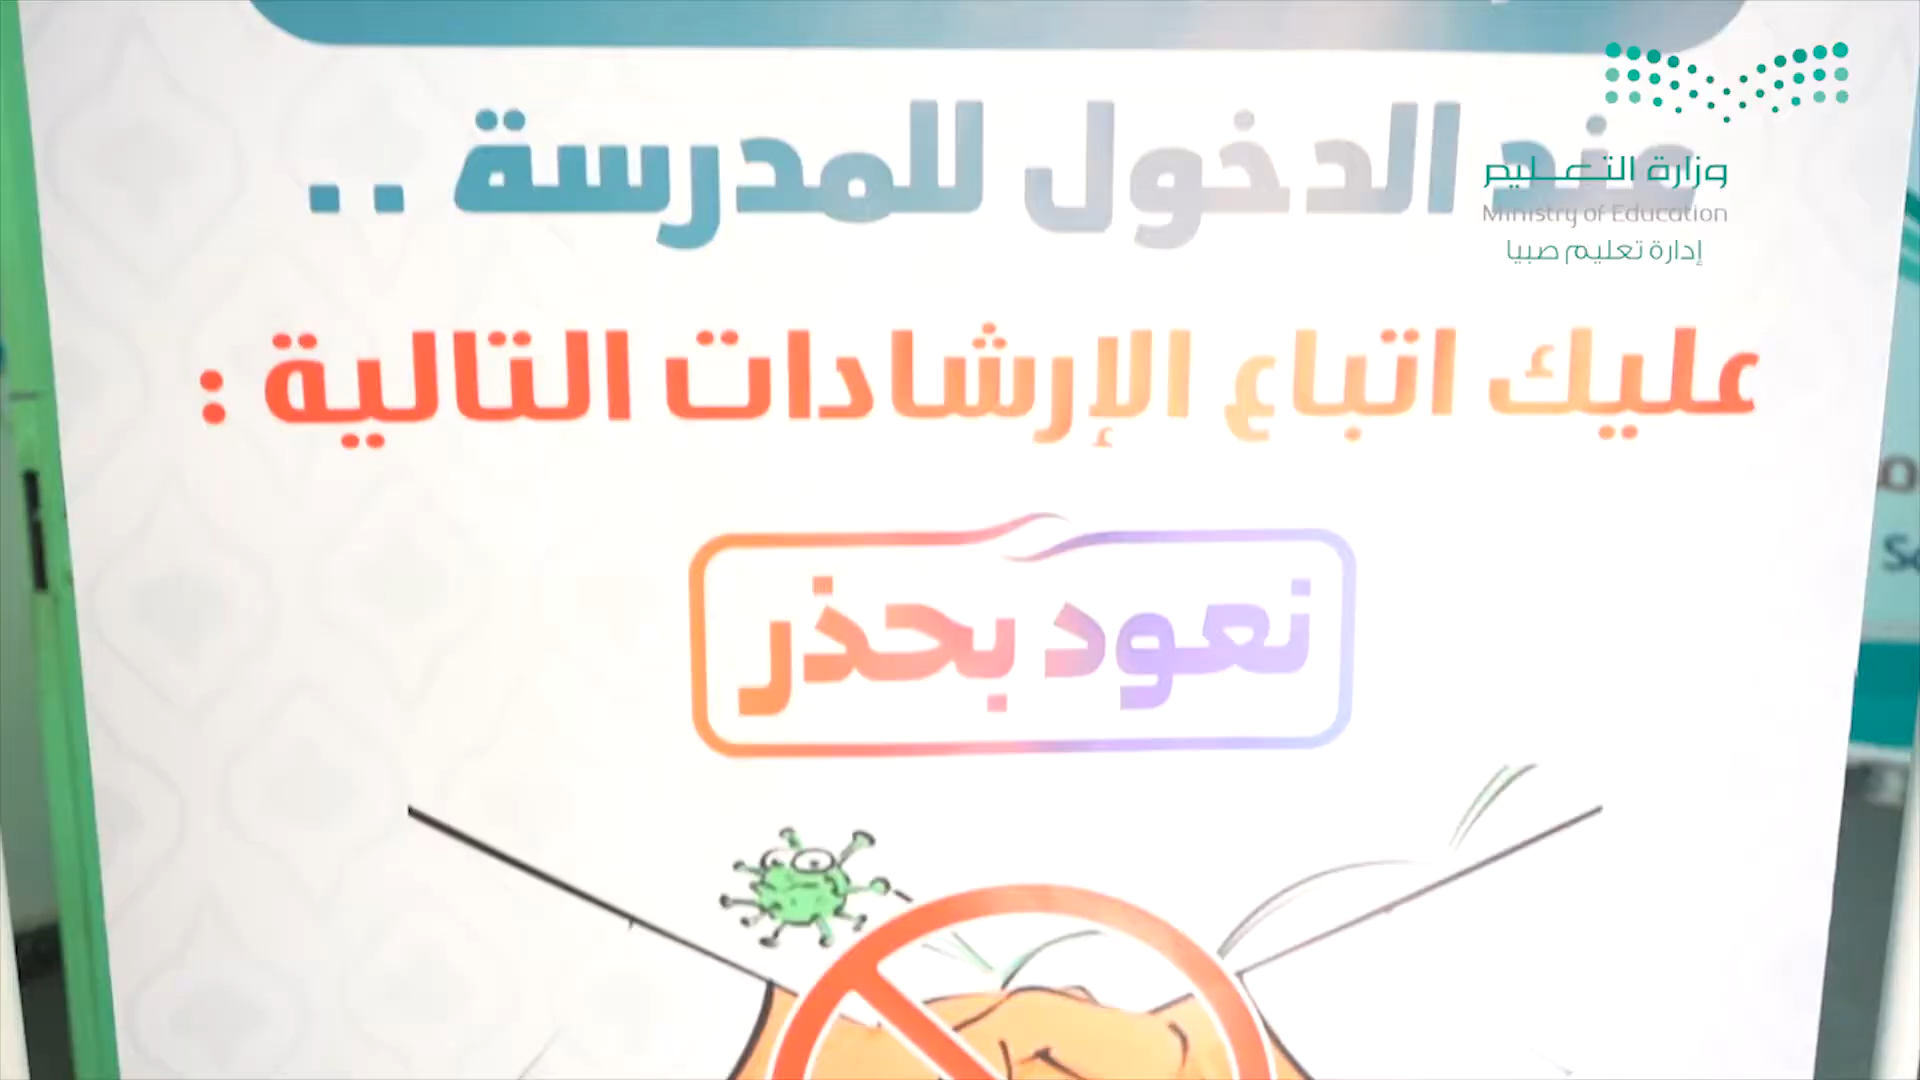 عند الدخول للمدرسة ..
وزارة التعليم
Ministry of Education
إدارة تعليم صبيا
عليك اتباع الإرشادات التالية :
نعود بحذر